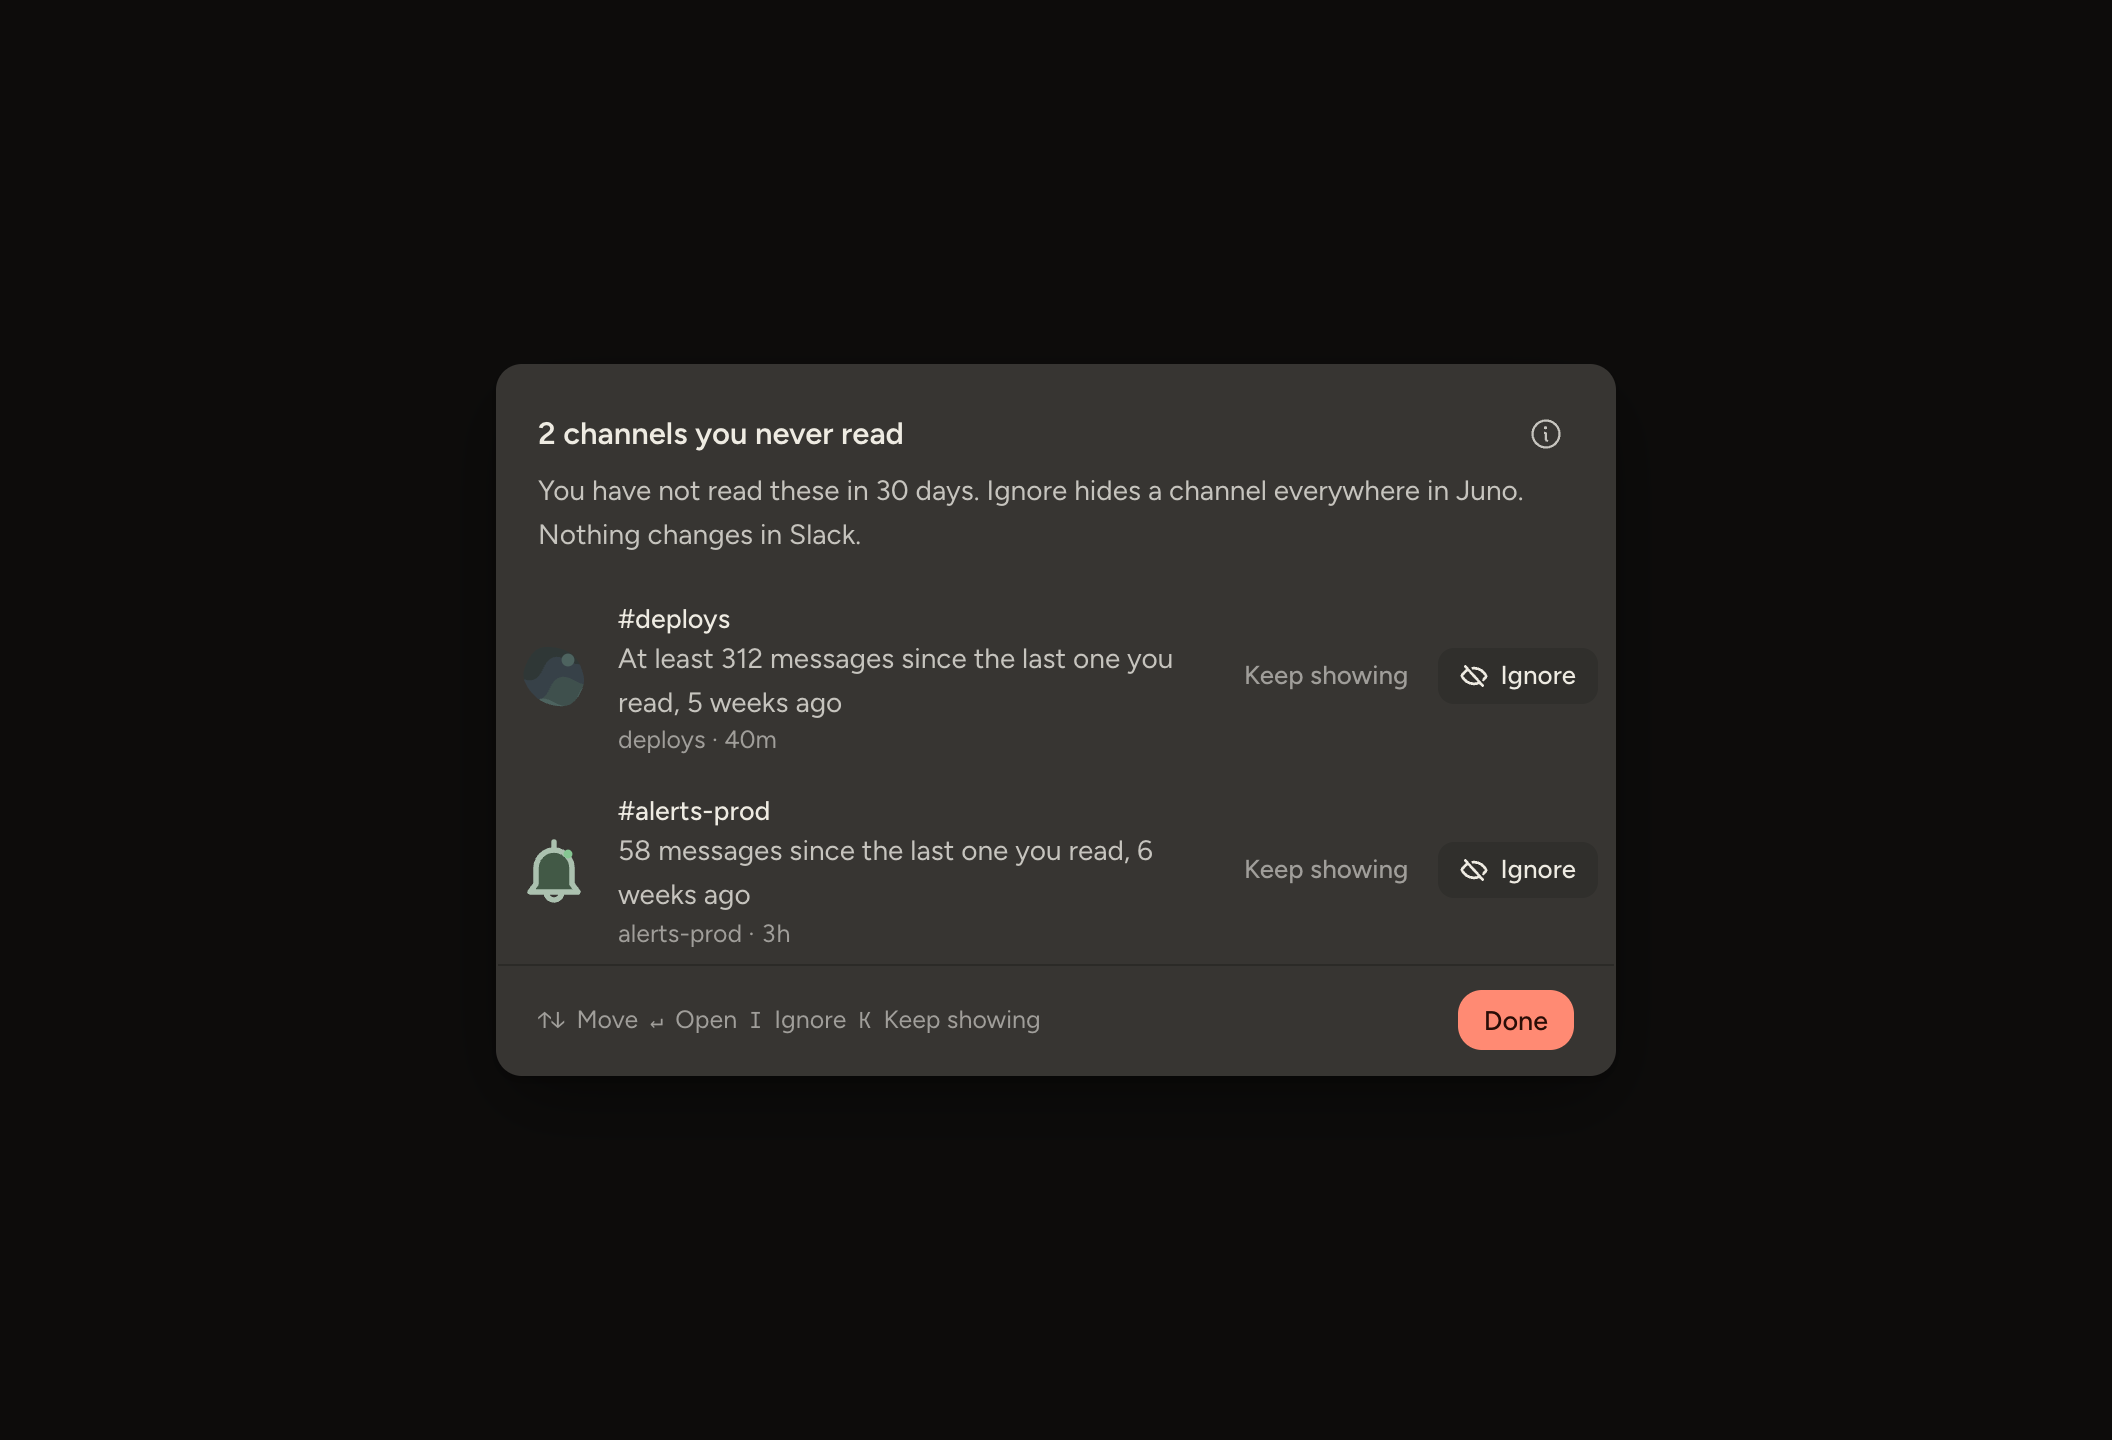 2 channels you never read
You have not read these in 30 days. Ignore hides a channel everywhere in Juno.
Nothing changes in Slack.
#deploys
At least 312 messages since the last one you
read, 5 weeks ago
deploys · 40m
Keep showing
Ignore
#alerts-prod
58 messages since the last one you read, 6
weeks ago
alerts-prod · 3h
Keep showing
Ignore
↑↓ Move ↵ Open I Ignore K Keep showing
Done